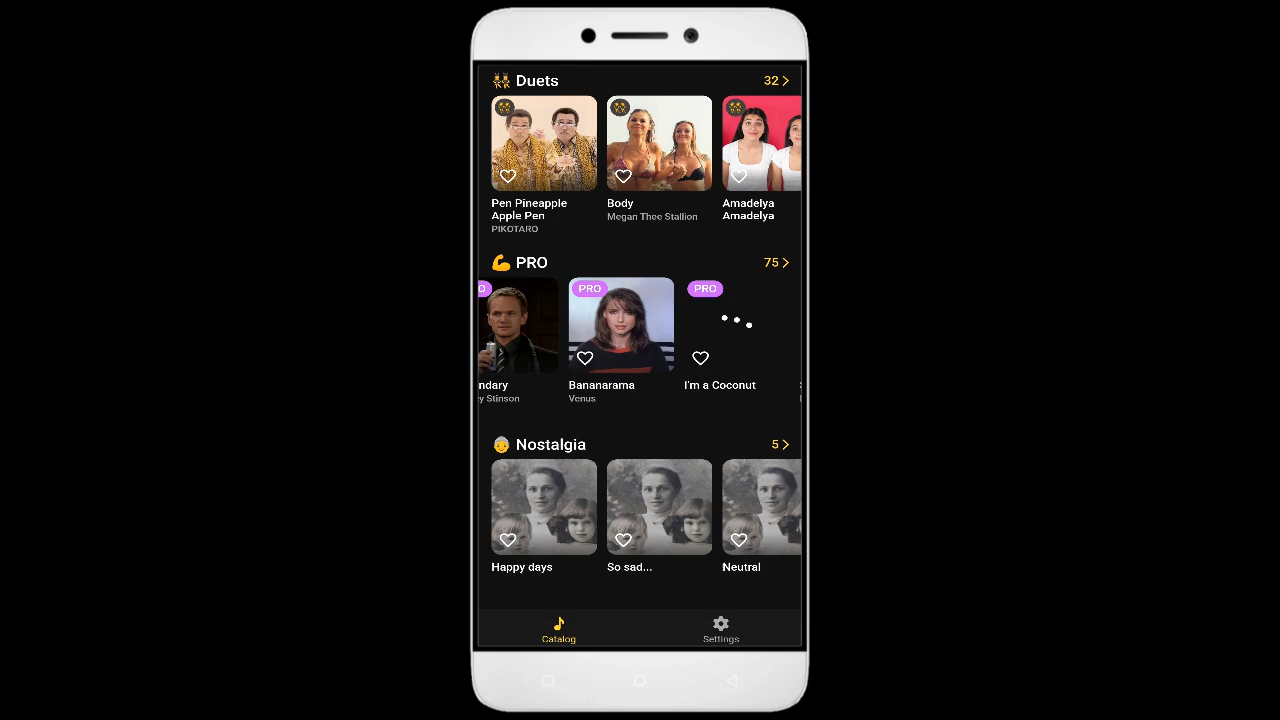 Duets
32
Pen Pineapple
Apple Pen
PIKOTARO
Body
Megan Thee Stallion
Amadelya
Amadelya
PRO
75
PRO
PRO
ndary
y Stinson
Bananarama
Venus
I'm a Coconut
Nostalgia
5
Happy days
So sad...
Neutral
Catalog
Settings